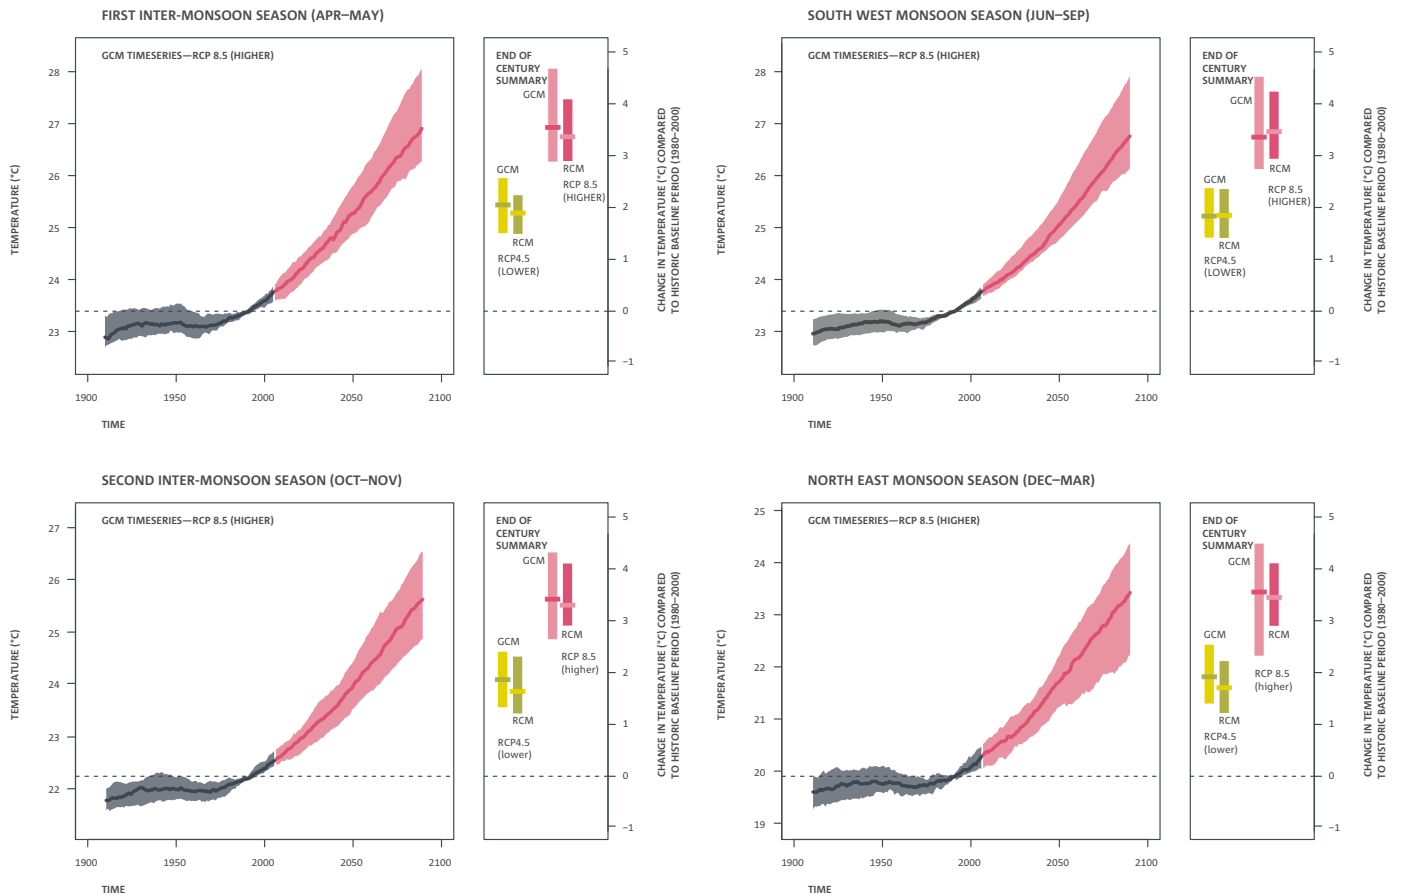 FIRST INTER-MONSOON SEASON (APR–MAY)
GCM TIMESERIES—RCP 8.5 (HIGHER)
28
27
26
25
24
23
TEMPERATURE (°C)
1900
1950
2000
2050
2100
TIME
END OF
CENTURY
SUMMARY
GCM
GCM
RCM
RCP 8.5
(HIGHER)
RCM
RCP4.5
(LOWER)
5
4
3
2
1
0
–1
CHANGE IN TEMPERATURE (°C) COMPARED
TO HISTORIC BASELINE PERIOD (1980–2000)
SOUTH WEST MONSOON SEASON (JUN–SEP)
GCM TIMESERIES—RCP 8.5 (HIGHER)
28
27
26
25
24
23
TEMPERATURE (°C)
1900
1950
2000
2050
2100
TIME
END OF
CENTURY
SUMMARY
GCM
RCM
GCM
RCP 8.5
(HIGHER)
RCM
RCP4.5
(LOWER)
5
4
3
2
1
0
–1
CHANGE IN TEMPERATURE (°C) COMPARED
TO HISTORIC BASELINE PERIOD (1980–2000)
SECOND INTER-MONSOON SEASON (OCT–NOV)
GCM TIMESERIES—RCP 8.5 (HIGHER)
27
26
25
24
23
22
TEMPERATURE (°C)
1900
1950
2000
2050
2100
TIME
END OF
CENTURY
SUMMARY
GCM
RCM
GCM
RCP 8.5
(higher)
RCM
RCP4.5
(lower)
5
4
3
2
1
0
–1
CHANGE IN TEMPERATURE (°C) COMPARED
TO HISTORIC BASELINE PERIOD (1980–2000)
NORTH EAST MONSOON SEASON (DEC–MAR)
GCM TIMESERIES—RCP 8.5 (HIGHER)
25
24
23
22
21
20
19
TEMPERATURE (°C)
1900
1950
2000
2050
2100
TIME
END OF
CENTURY
SUMMARY
GCM
RCM
GCM
RCP 8.5
(higher)
RCM
RCP4.5
(lower)
5
4
3
2
1
0
–1
CHANGE IN TEMPERATURE (°C) COMPARED
TO HISTORIC BASELINE PERIOD (1980–2000)